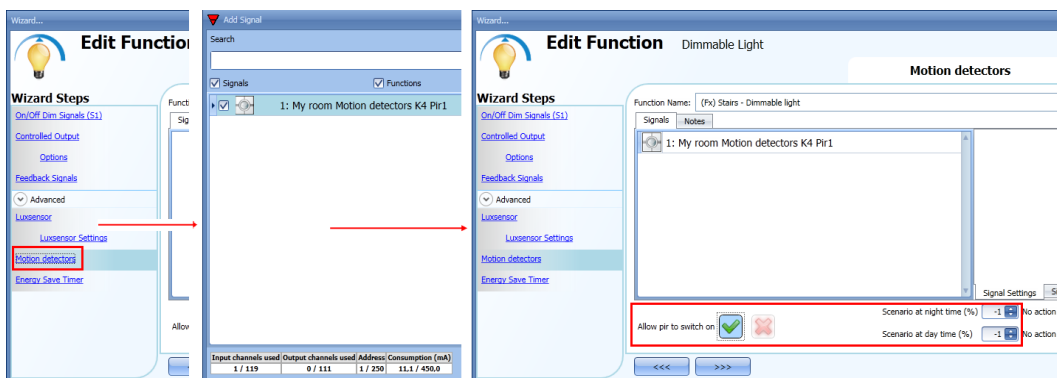 Wizard...
Edit Function
Wizard Steps
On/Off Dim Signals (S1)
Controlled Output
Options
Feedback Signals
Advanced
Luxsensor
Luxsensor Settings
Motion detectors
Energy Save Timer
Functi
Sig
Allow
Add Signal
Search
Signals
Functions
1: My room Motion detectors K4 Pir1
Input channels used Output channels used Address Consumption (mA)
1 / 119 0 / 111 1 / 250 11,1 / 450,0
Wizard...
Edit Function Dimmable Light
Motion detectors
Wizard Steps
On/Off Dim Signals (S1)
Controlled Output
Options
Feedback Signals
Advanced
Luxsensor
Luxsensor Settings
Motion detectors
Energy Save Timer
Function Name: (Fx) Stairs - Dimmable light
Signals Notes
1: My room Motion detectors K4 Pir1
Signal Settings
Allow pir to switch on
Scenario at night time (%) -1 No action
Scenario at day time (%) -1 No action
<<< >>>